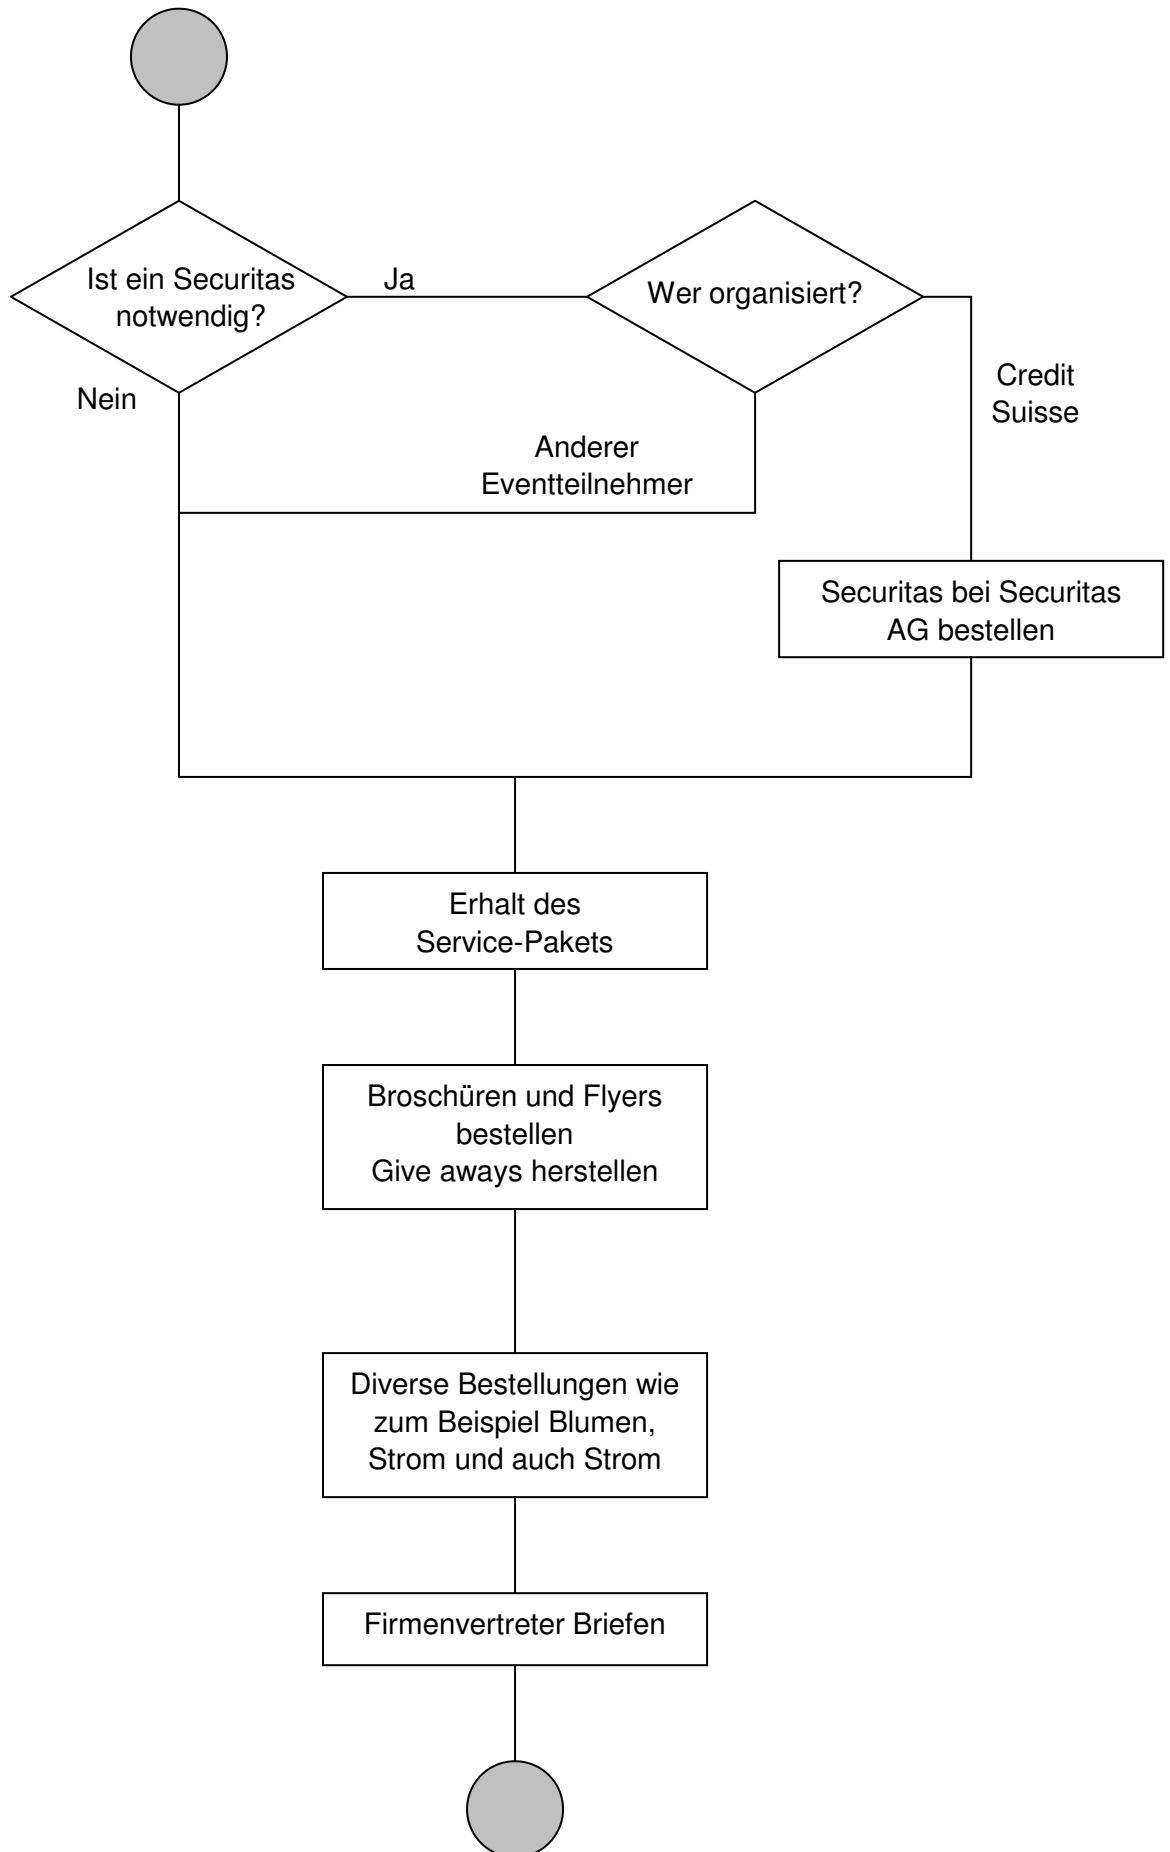 Ist ein Securitas
notwendig?
Ja
Wer organisiert?
Nein
Credit
Suisse
Anderer
Eventteilnehmer
Securitas bei Securitas
AG bestellen
Erhalt des
Service-Pakets
Broschüren und Flyers
bestellen
Give aways herstellen
Diverse Bestellungen wie
zum Beispiel Blumen,
Strom und auch Strom
Firmenvertreter Briefen